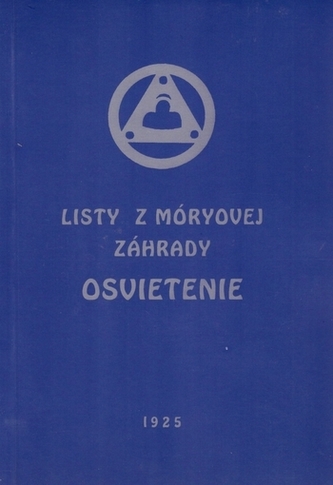 LISTY Z MÓRYOVEJ
ZÁHRADY
OSVIETENIE
1925